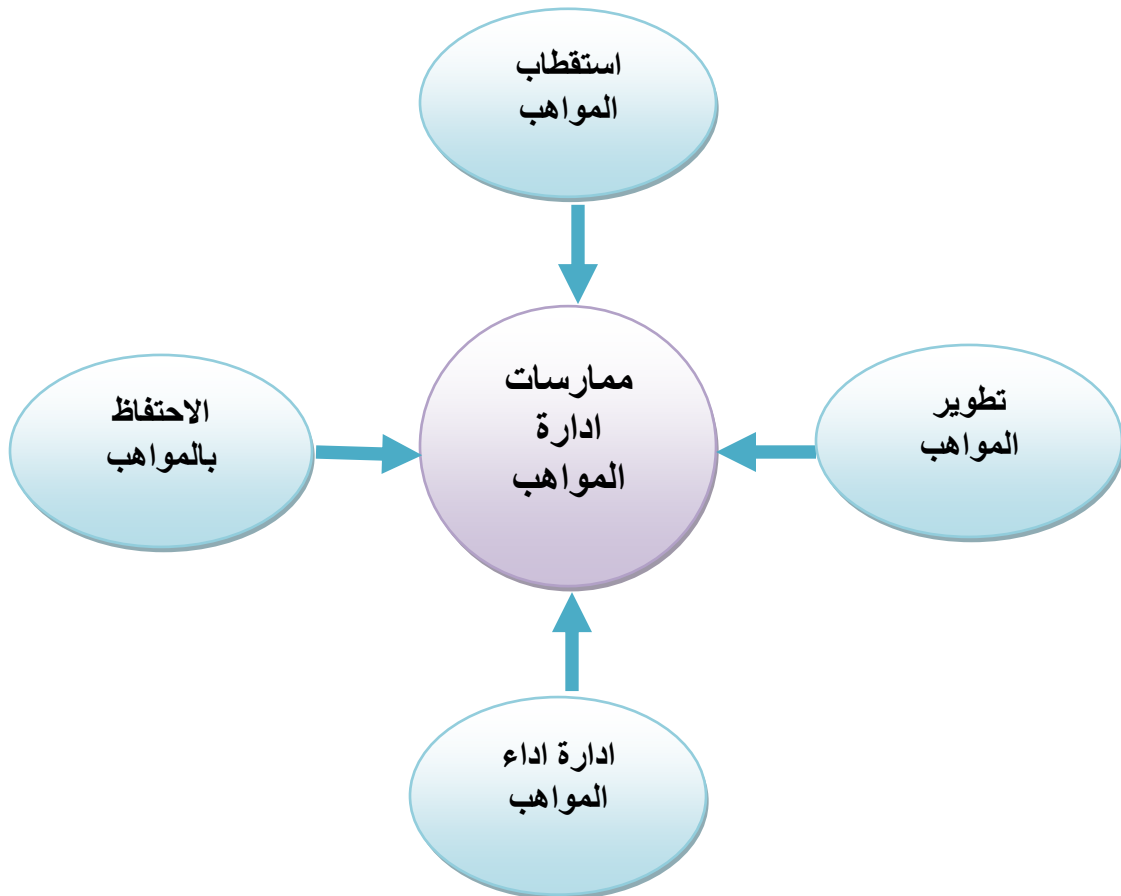 استقطاب
المواهب
ممارسات
ادارة
المواهب
تطوير
المواهب
الاحتفاظ
بالمواهب
ادارة اداء
المواهب